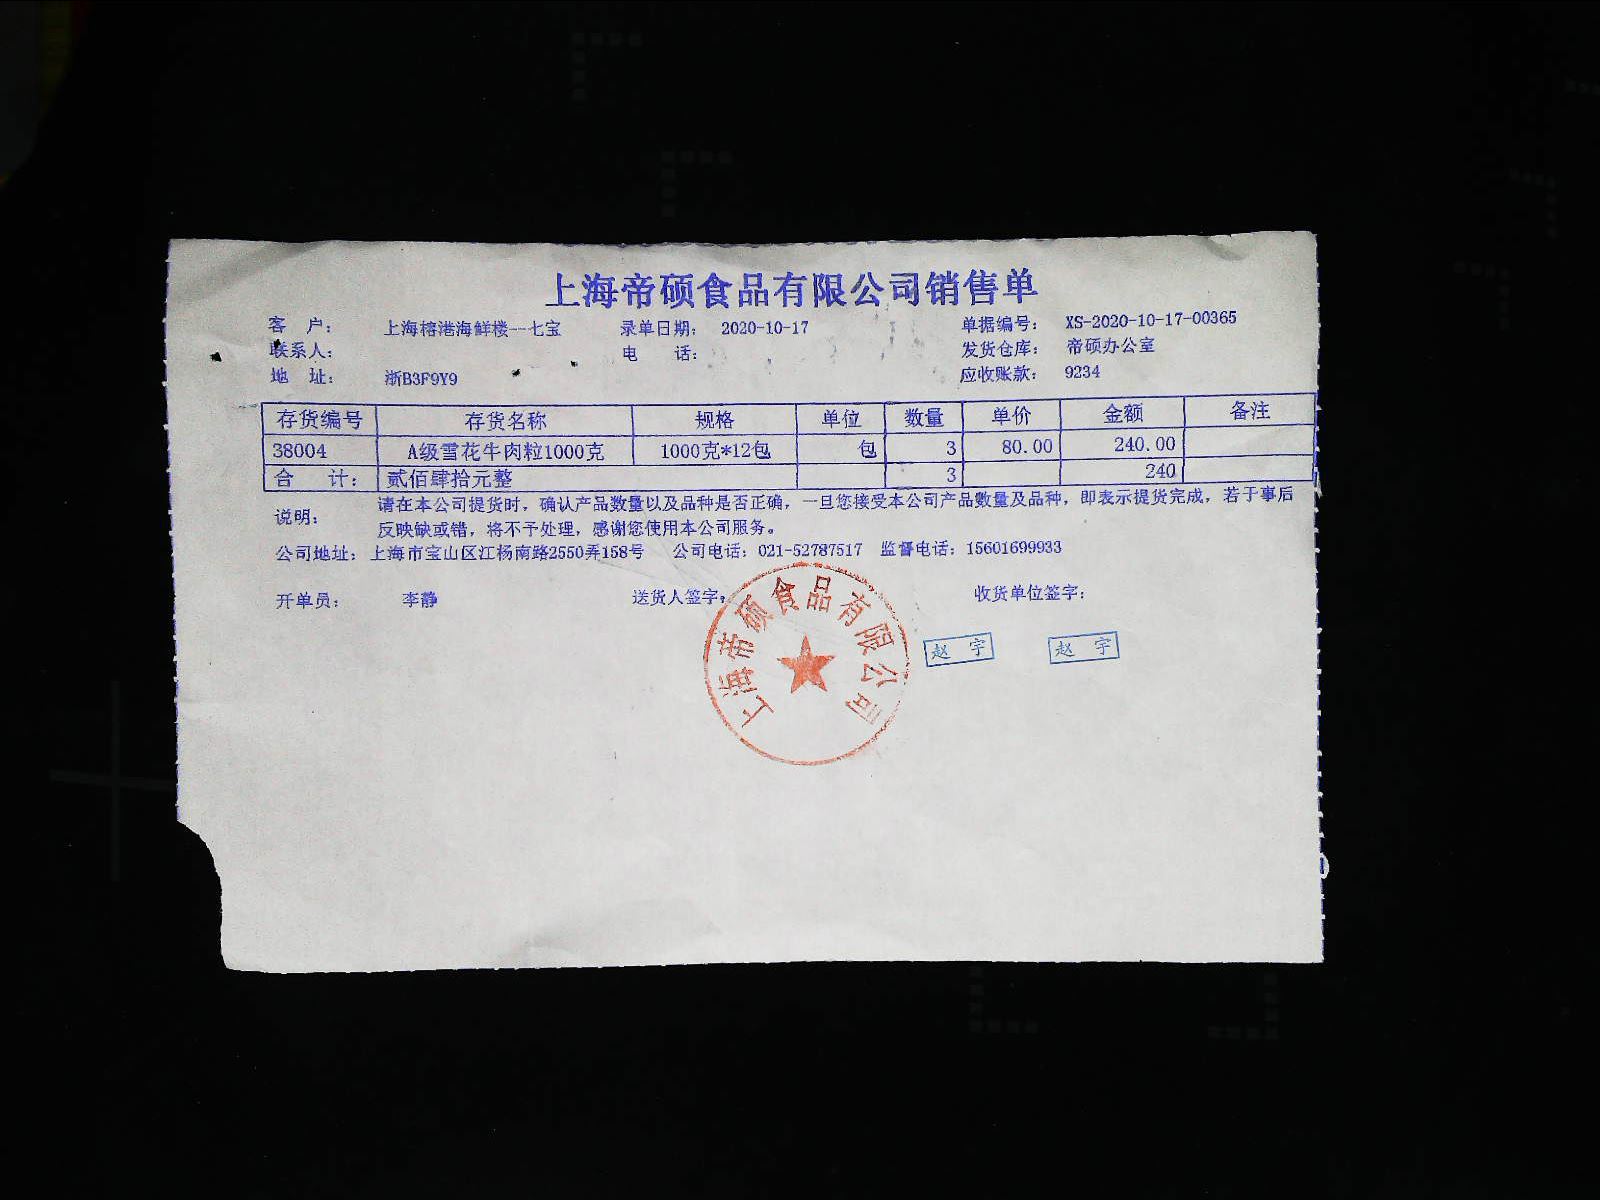 上海帝硕食品有限公司销售单
客 户： 上海榕港海鲜楼--七宝 录单日期： 2020-10-17 单据编号： XS-2020-10-17-00365
联系人： 电 话： 发货仓库： 帝硕办公室
地 址： 浙B3F9Y9 应收账款： 9234
存货编号 存货名称 规格 单位 数量 单价 金额 备注
38004 A级雪花牛肉粒1000克 1000克*12包 包 3 80.00 240.00
合 计： 贰佰肆拾元整 3 240
说明： 请在本公司提货时，确认产品数量以及品种是否正确，一旦您接受本公司产品数量及品种，即表示提货完成，若于事后
反映缺或错，将不予处理，感谢您使用本公司服务。
公司地址：上海市宝山区江杨南路2550弄158号 公司电话：021-52787517 监督电话：15601699933
开单员： 李静 送货人签字： 收货单位签字：
上海帝硕食品有限公司
赵 宇 赵 宇